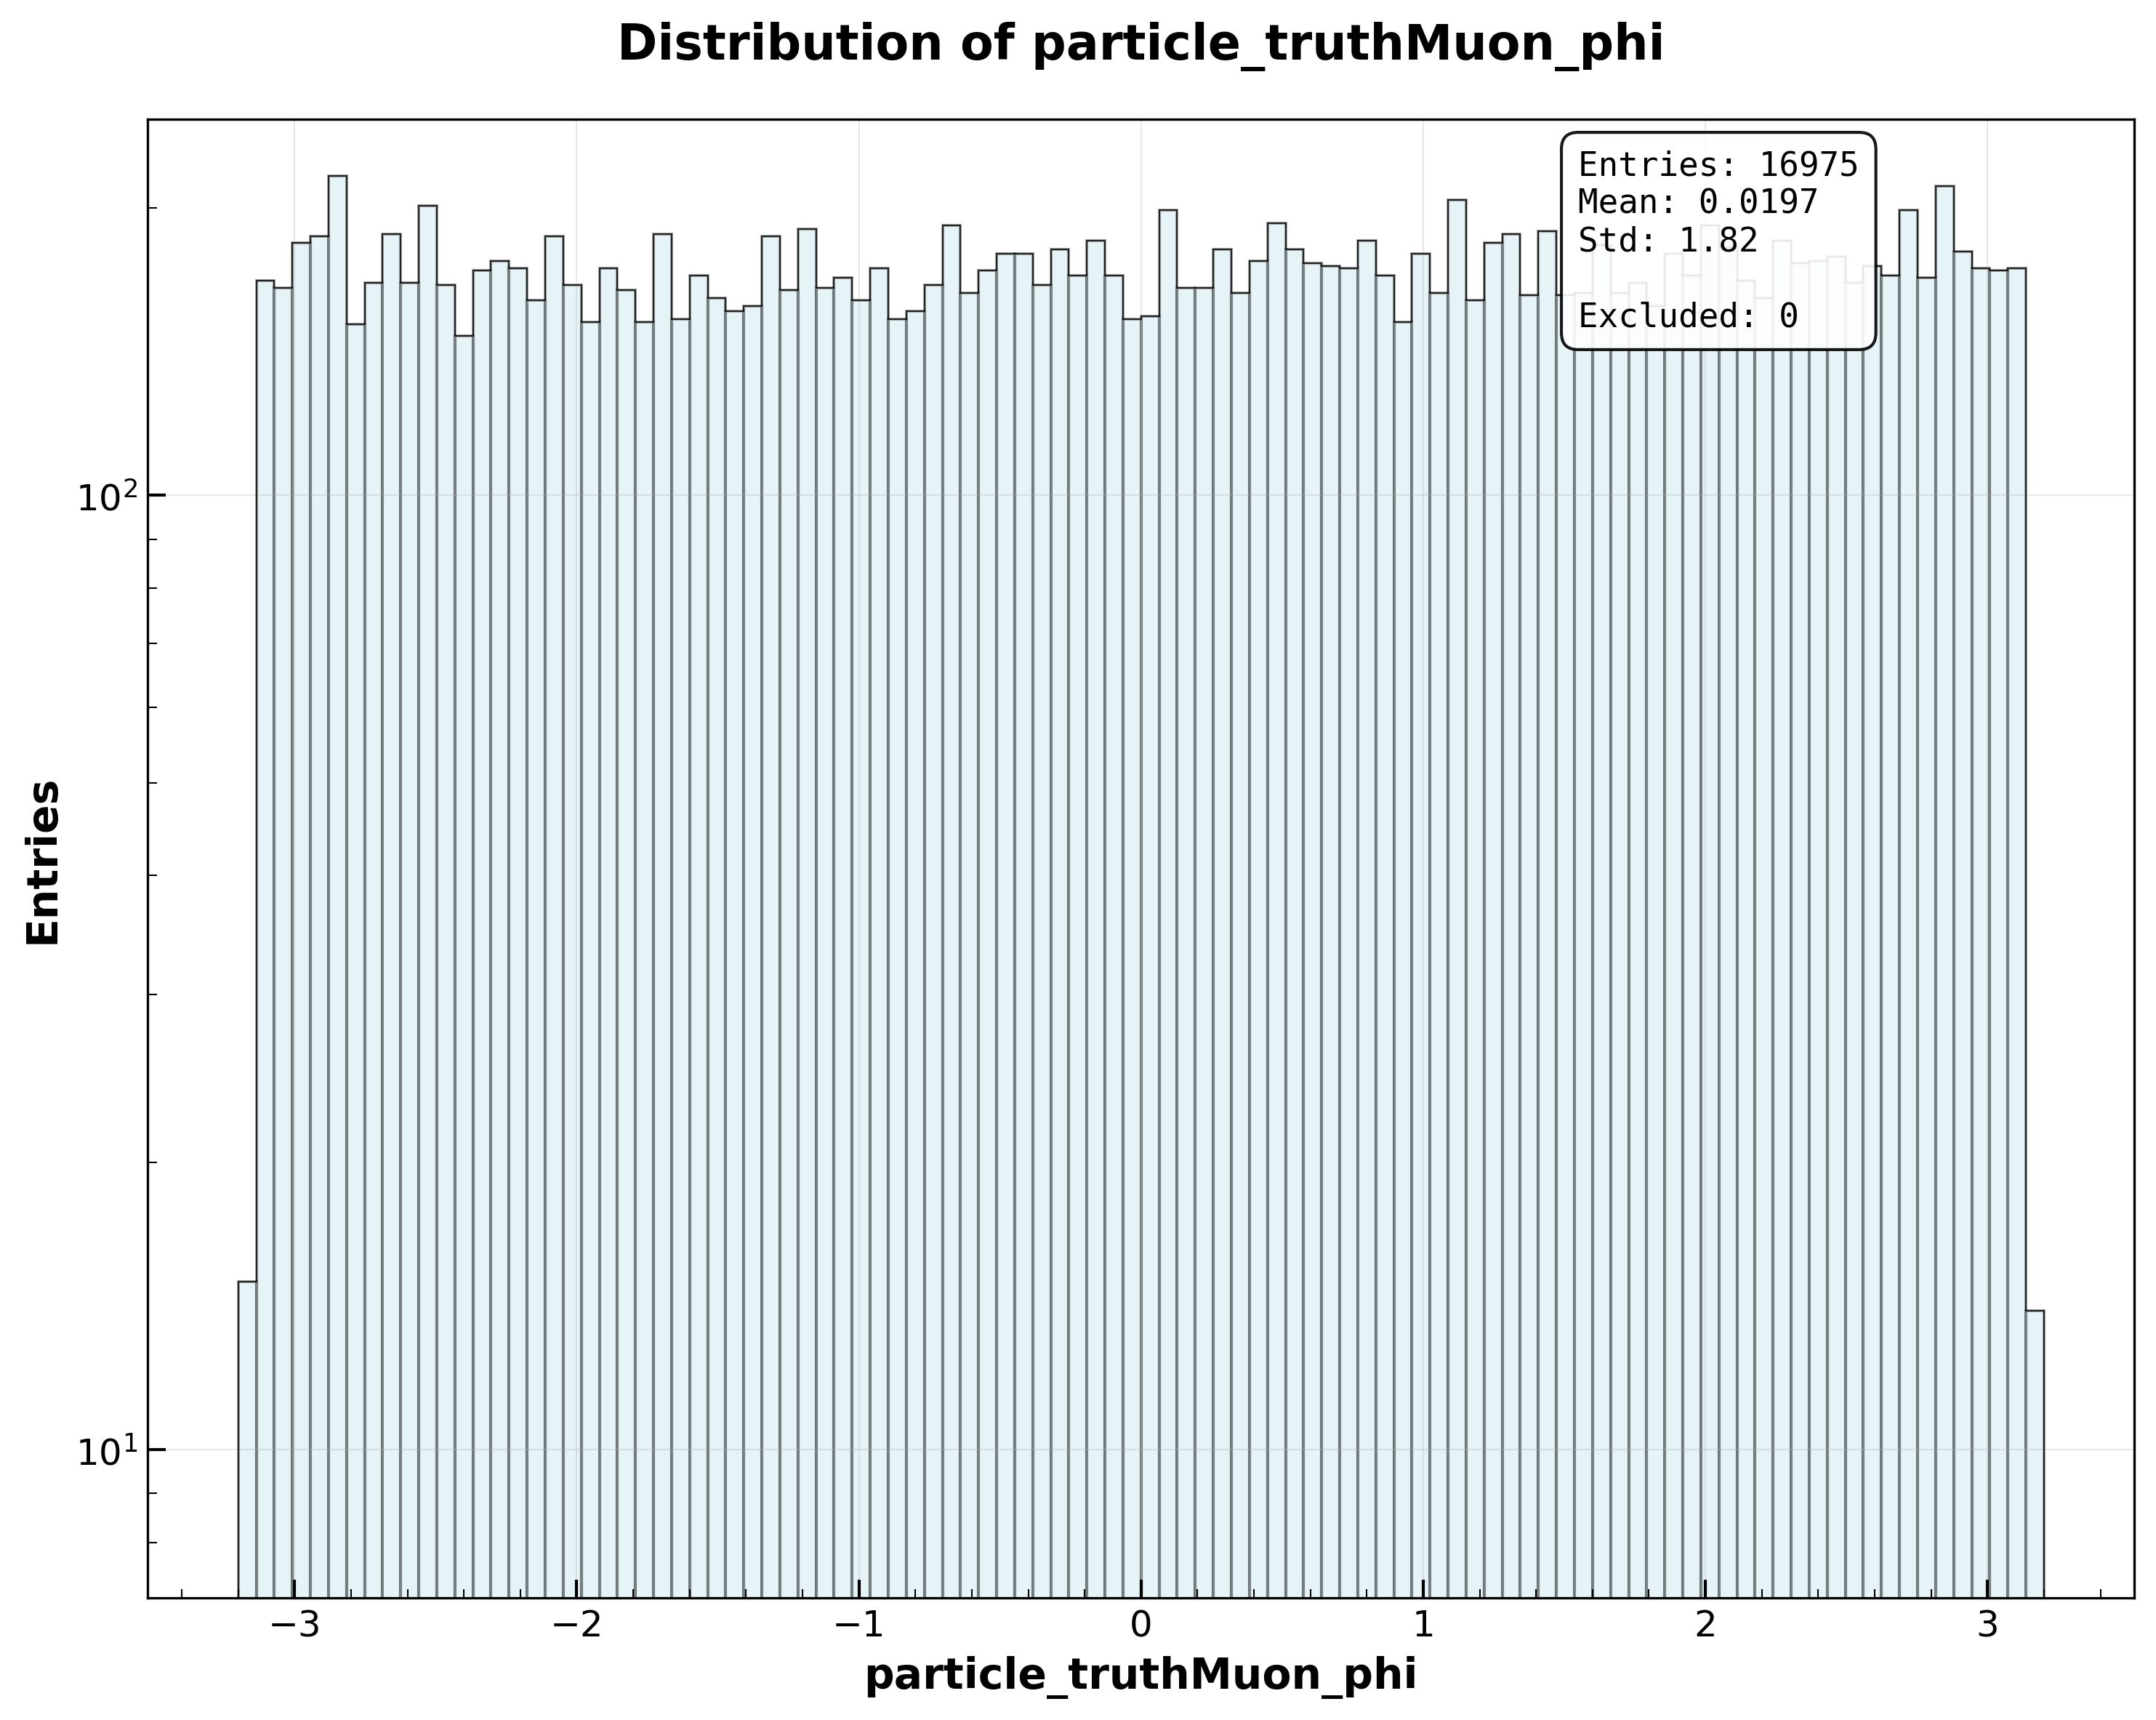 Distribution of particle_truthMuon_phi
Entries: 16975
Mean: 0.0197
Std: 1.82
Excluded: 0
Entries
10²
10¹
−3 −2 −1 0 1 2 3
particle_truthMuon_phi